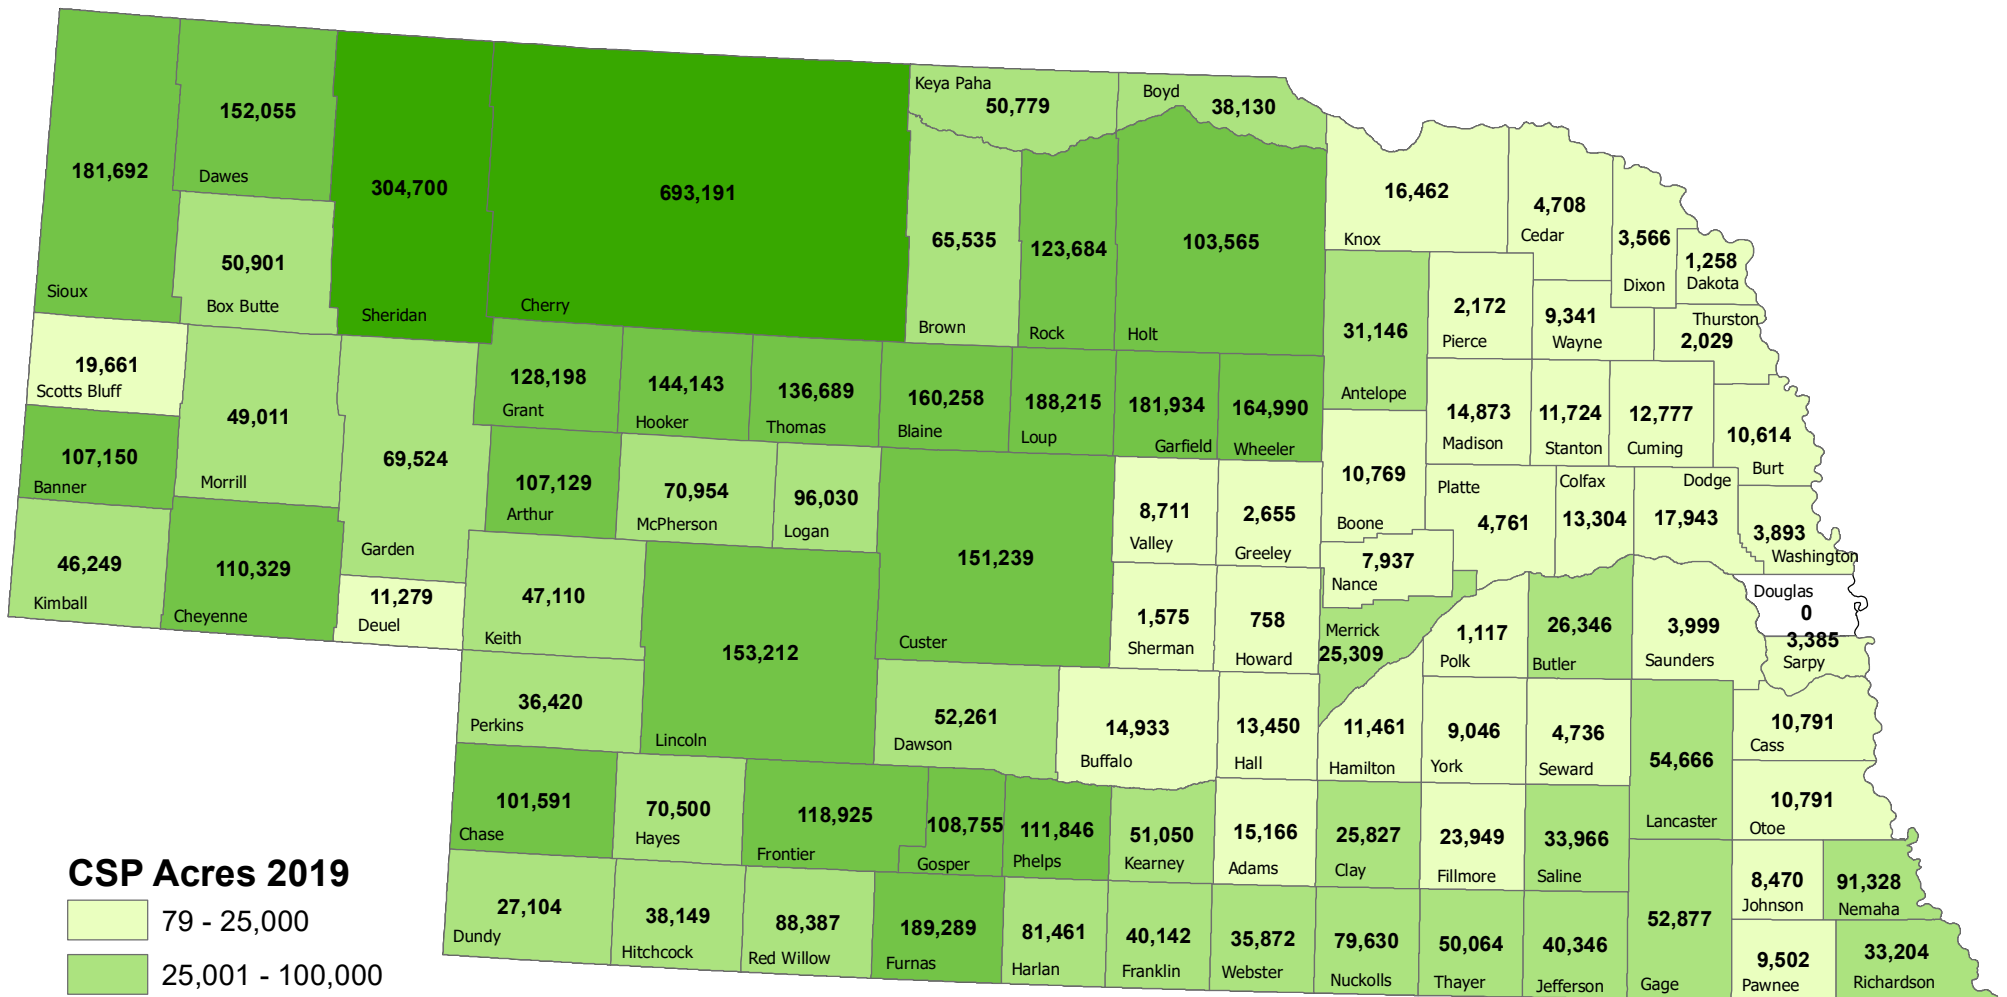 Keya Paha
50,779
Boyd
38,130
152,055
Dawes
181,692
Sioux
304,700
Sheridan
693,191
Cherry
50,901
Box Butte
65,535
Brown
123,684
Rock
103,565
Holt
16,462
Knox
4,708
Cedar
3,566
Dixon
1,258
Dakota
Thurston
2,029
31,146
Antelope
2,172
Pierce
9,341
Wayne
19,661
Scotts Bluff
49,011
Morrill
69,524
Garden
128,198
Grant
144,143
Hooker
136,689
Thomas
160,258
Blaine
188,215
Loup
181,934
Garfield
164,990
Wheeler
14,873
Madison
11,724
Stanton
12,777
Cuming
10,614
Burt
107,150
Banner
107,129
Arthur
70,954
McPherson
96,030
Logan
151,239
Custer
8,711
Valley
2,655
Greeley
10,769
Boone
Platte
4,761
Colfax
13,304
Dodge
17,943
3,893
Washington
46,249
Kimball
110,329
Cheyenne
11,279
Deuel
47,110
Keith
153,212
Lincoln
7,937
Nance
1,575
Sherman
758
Howard
Merrick
25,309
1,117
Polk
26,346
Butler
3,999
Saunders
Douglas
0
3,385
Sarpy
36,420
Perkins
52,261
Dawson
14,933
Buffalo
13,450
Hall
11,461
Hamilton
9,046
York
4,736
Seward
54,666
Lancaster
10,791
Cass
10,791
Otoe
101,591
Chase
70,500
Hayes
118,925
Frontier
108,755
Gosper
111,846
Phelps
51,050
Kearney
15,166
Adams
25,827
Clay
23,949
Fillmore
33,966
Saline
52,877
Gage
8,470
Johnson
91,328
Nemaha
27,104
Dundy
38,149
Hitchcock
88,387
Red Willow
189,289
Furnas
81,461
Harlan
40,142
Franklin
35,872
Webster
79,630
Nuckolls
50,064
Thayer
40,346
Jefferson
9,502
Pawnee
33,204
Richardson
CSP Acres 2019
79 - 25,000
25,001 - 100,000